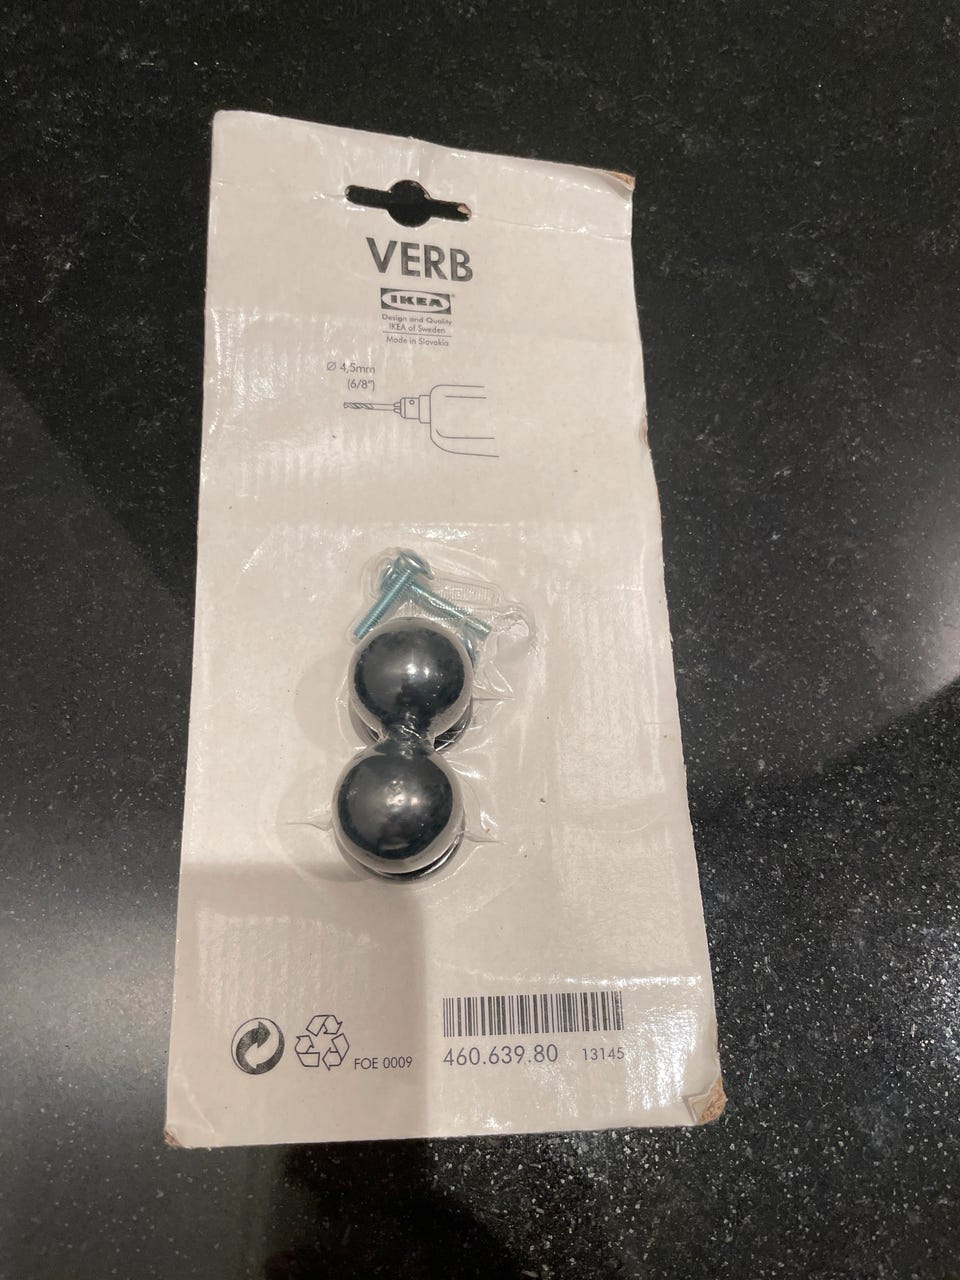 VERB
IKEA®
Design and Quality
IKEA of Sweden
Made in Slovakia
Ø 4,5mm
(6/8")
FOE 0009
460.639.80 13145